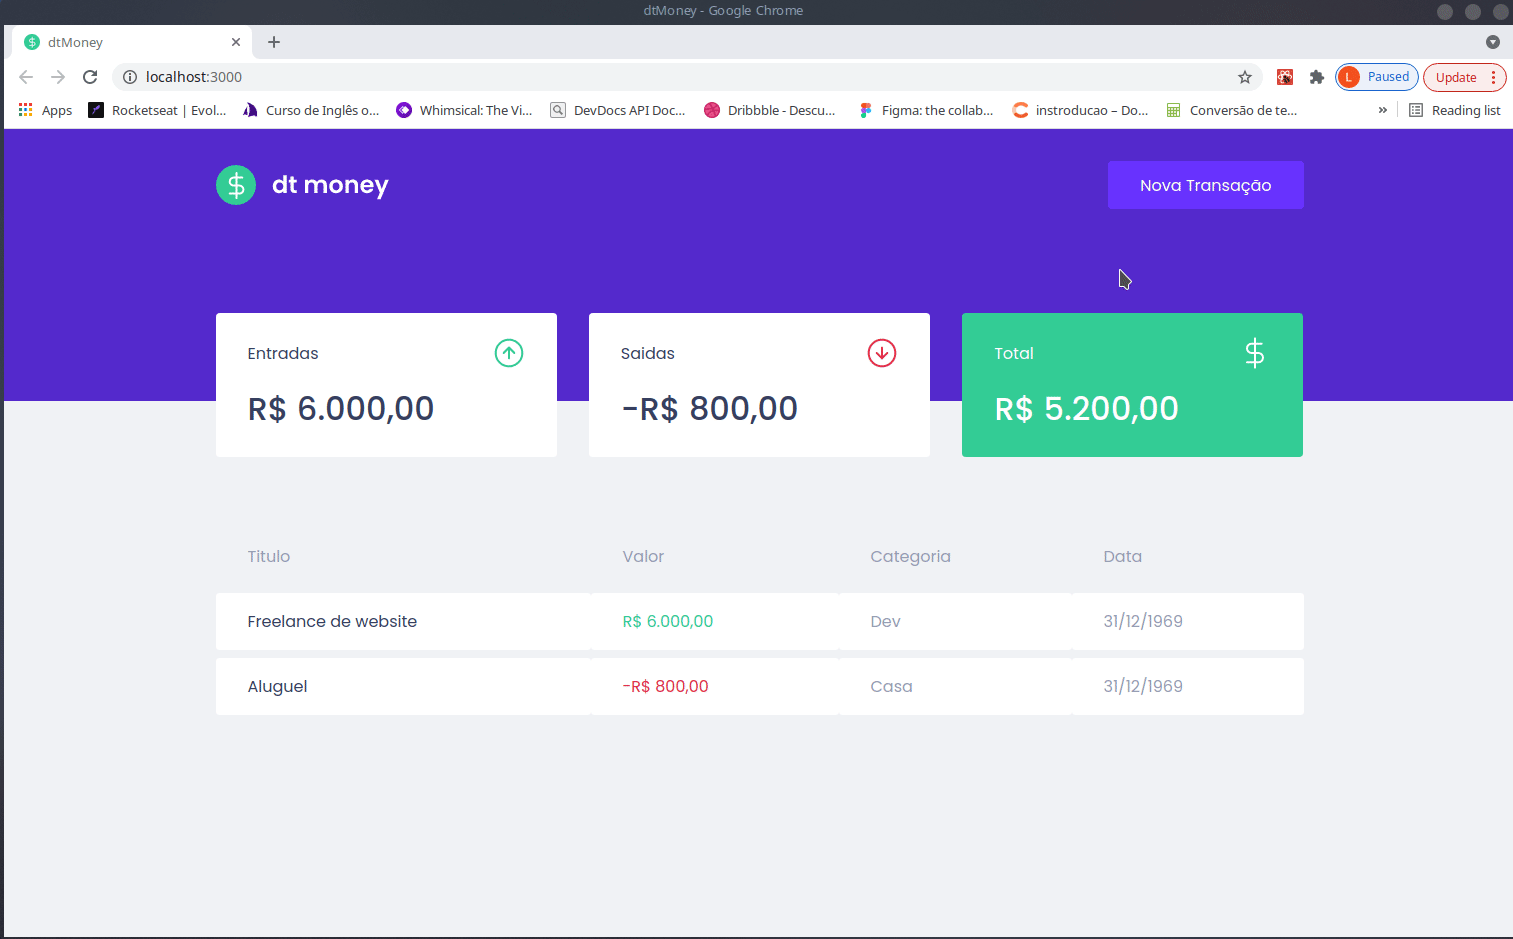 dtMoney - Google Chrome
dtMoney
localhost:3000
L Paused Update
Apps Rocketseat | Evol... Curso de Inglês o... Whimsical: The Vi... DevDocs API Doc... Dribbble - Descu... Figma: the collab... instroducao – Do... Conversão de te... » Reading list
$ dt money Nova Transação
Entradas Saidas Total $
R$ 6.000,00 -R$ 800,00 R$ 5.200,00
Titulo Valor Categoria Data
Freelance de website R$ 6.000,00 Dev 31/12/1969
Aluguel -R$ 800,00 Casa 31/12/1969